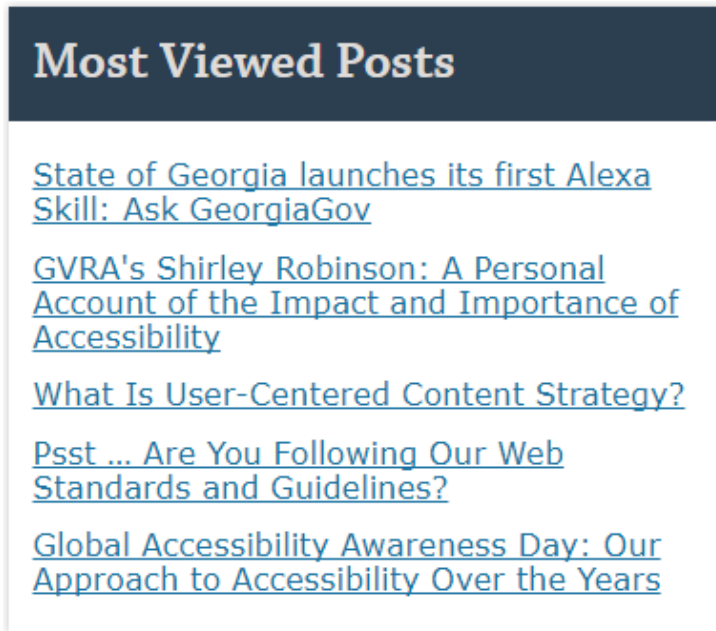 Most Viewed Posts
State of Georgia launches its first Alexa
Skill: Ask GeorgiaGov
GVRA's Shirley Robinson: A Personal
Account of the Impact and Importance of
Accessibility
What Is User-Centered Content Strategy?
Psst ... Are You Following Our Web
Standards and Guidelines?
Global Accessibility Awareness Day: Our
Approach to Accessibility Over the Years